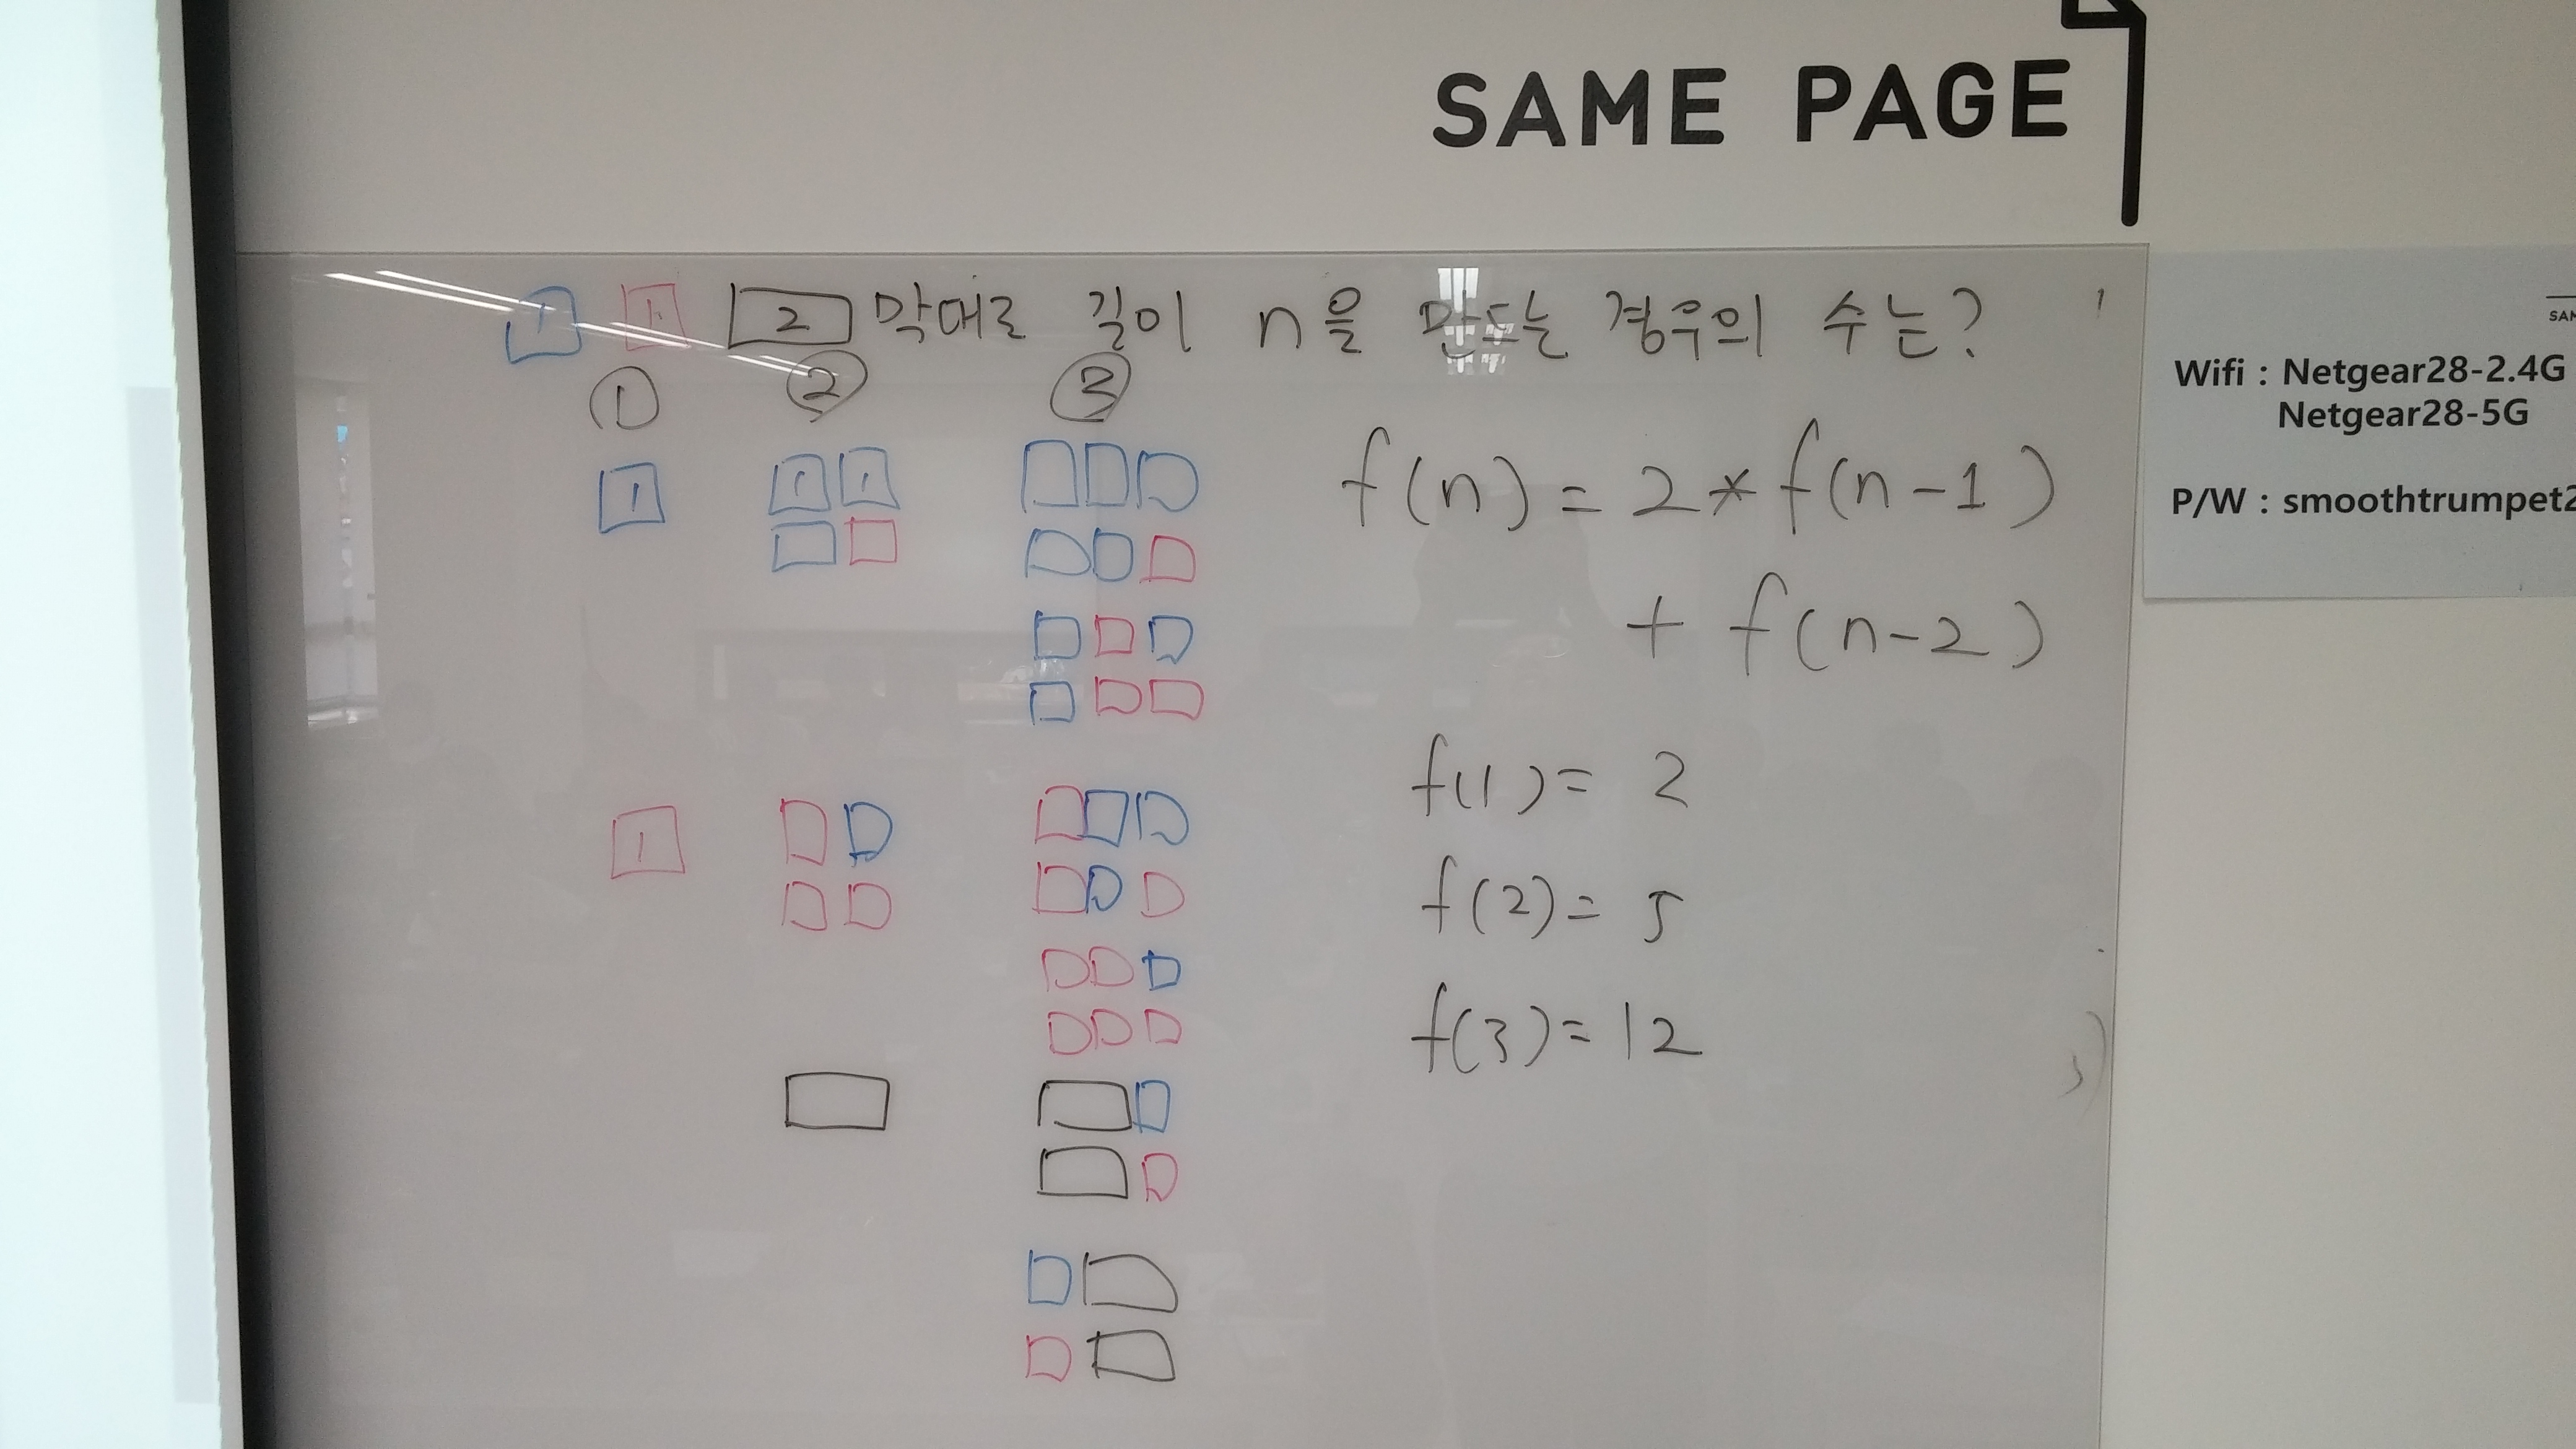 SAME PAGE
1 1 2 막대로 길이 n을 만드는 경우의 수는?
① ② ③
1 1 1
f(n) = 2 * f(n-1)
+ f(n-2)
1
f(1) = 2
f(2) = 5
f(3) = 12
Wifi : Netgear28-2.4G
Netgear28-5G
P/W : smoothtrumpet2